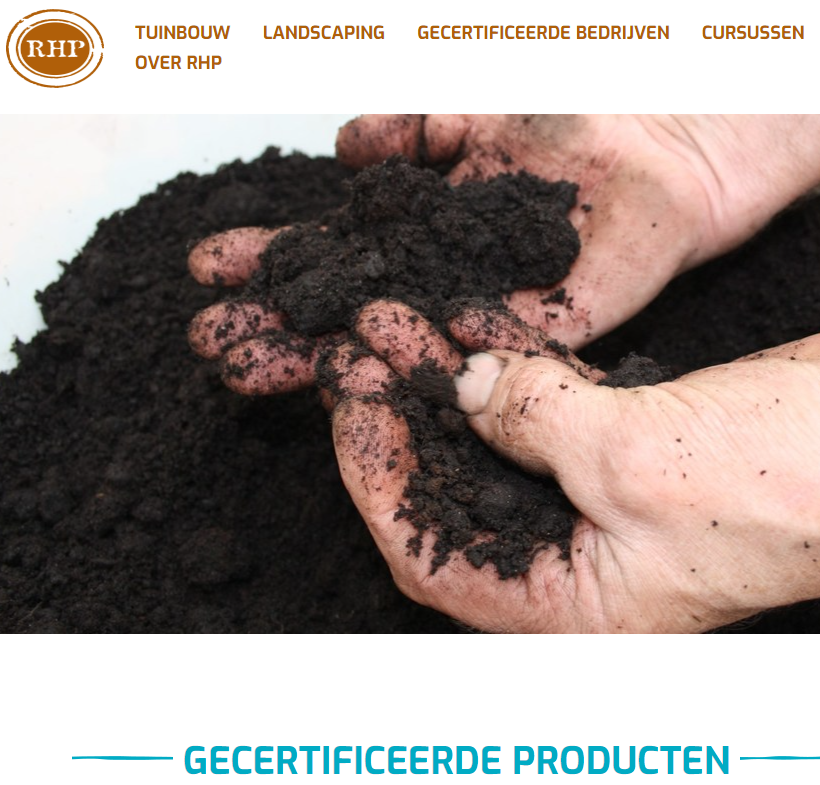 RHP
TUINBOUW LANDSCAPING GECERTIFICEERDE BEDRIJVEN CURSUSSEN
OVER RHP
GECERTIFICEERDE PRODUCTEN